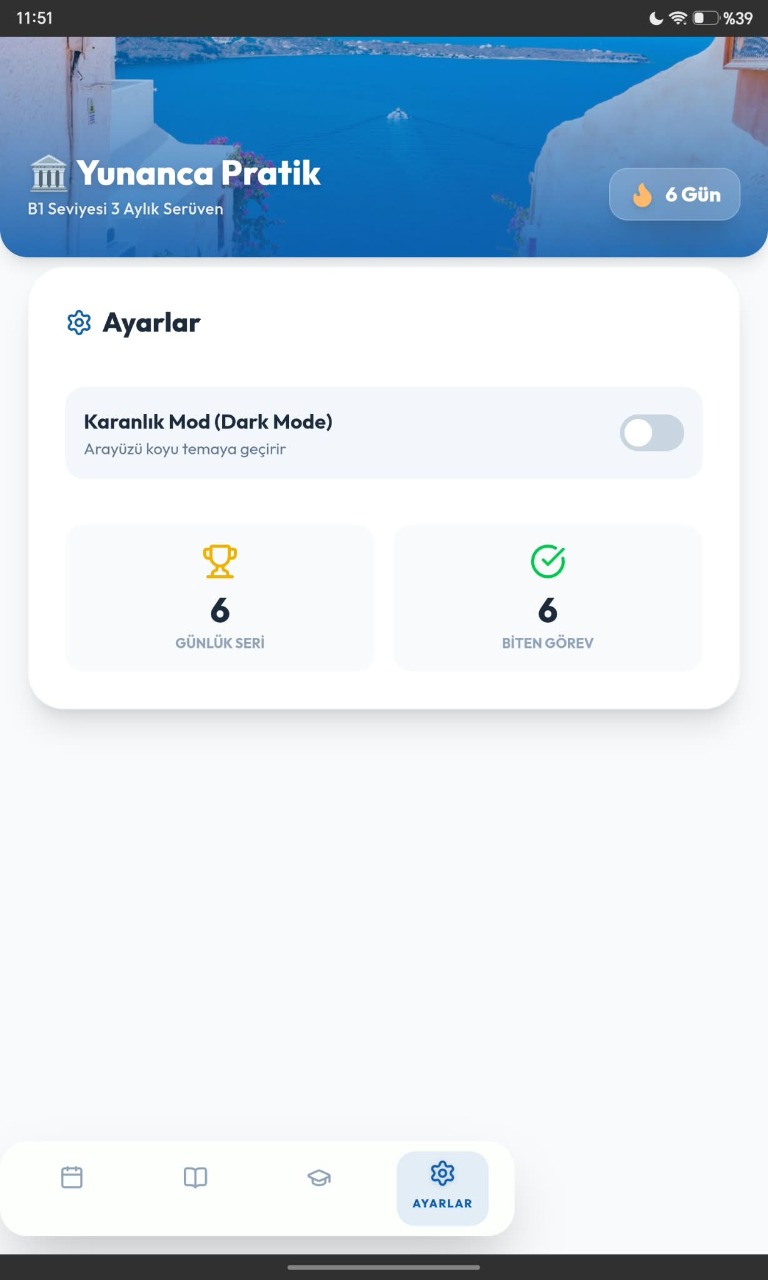 11:51
%39
Yunanca Pratik
B1 Seviyesi 3 Aylık Serüven
6 Gün
Ayarlar
Karanlık Mod (Dark Mode)
Arayüzü koyu temaya geçirir
6
GÜNLÜK SERİ
6
BİTEN GÖREV
AYARLAR